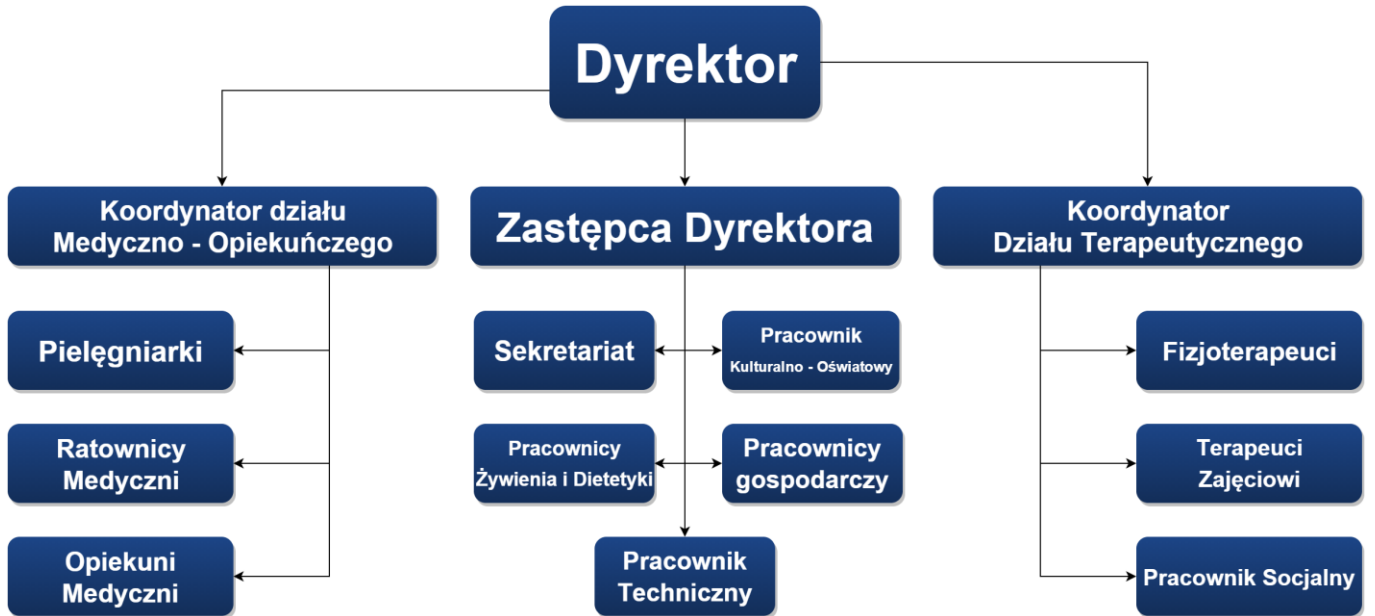 Dyrektor
Koordynator działu
Medyczno - Opiekuńczego
Zastępca Dyrektora
Koordynator
Działu Terapeutycznego
Pielęgniarki
Sekretariat
Pracownik
Kulturalno - Oświatowy
Fizjoterapeuci
Ratownicy
Medyczni
Pracownicy
Żywienia i Dietetyki
Pracownicy
gospodarczy
Terapeuci
Zajęciowi
Opiekuni
Medyczni
Pracownik
Techniczny
Pracownik Socjalny